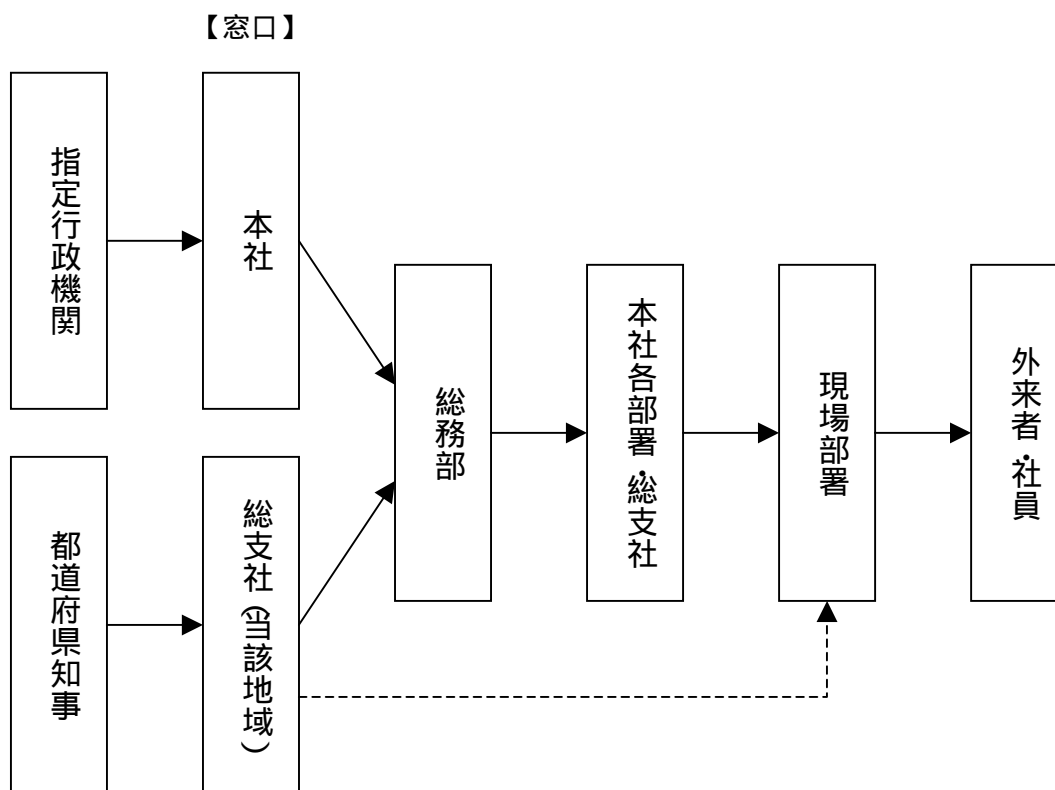 【窓口】
指定行政機関
本社
都道府県知事
総支社(当該地域)
総務部
本社各部署・総支社
現場部署
外来者・社員